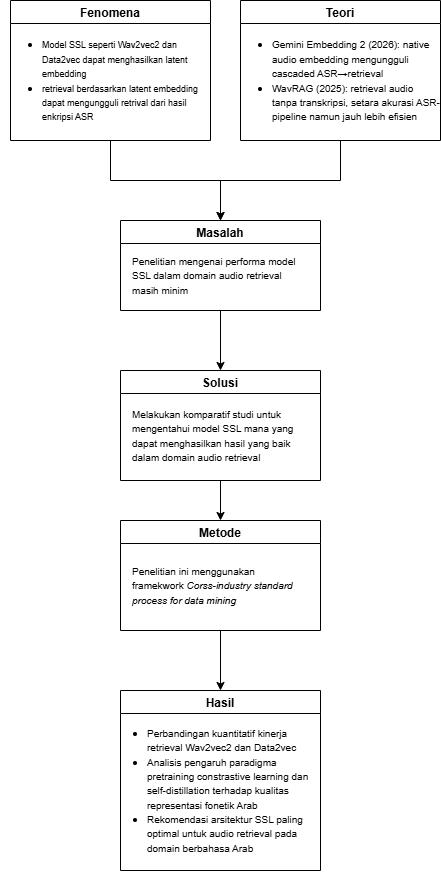 Fenomena
Model SSL seperti Wav2vec2 dan
Data2vec dapat menghasilkan latent
embedding
retrieval berdasarkan latent embedding
dapat mengungguli retrival dari hasil
enkripsi ASR
Teori
Gemini Embedding 2 (2026): native
audio embedding mengungguli
cascaded ASR→retrieval
WavRAG (2025): retrieval audio
tanpa transkripsi, setara akurasi ASR-
pipeline namun jauh lebih efisien
Masalah
Penelitian mengenai performa model
SSL dalam domain audio retrieval
masih minim
Solusi
Melakukan komparatif studi untuk
mengentahui model SSL mana yang
dapat menghasilkan hasil yang baik
dalam domain audio retrieval
Metode
Penelitian ini menggunakan
framekwork Corss-industry standard
process for data mining
Hasil
Perbandingan kuantitatif kinerja
retrieval Wav2vec2 dan Data2vec
Analisis pengaruh paradigma
pretraining constrastive learning dan
self-distillation terhadap kualitas
representasi fonetik Arab
Rekomendasi arsitektur SSL paling
optimal untuk audio retrieval pada
domain berbahasa Arab